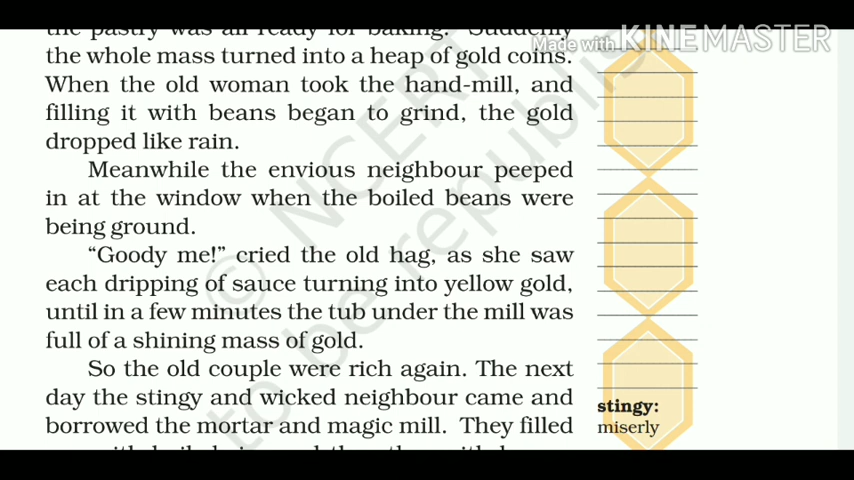 the pastry was all ready for baking. Suddenly
the whole mass turned into a heap of gold coins.
When the old woman took the hand-mill, and
filling it with beans began to grind, the gold
dropped like rain.
Meanwhile the envious neighbour peeped
in at the window when the boiled beans were
being ground.
“Goody me!” cried the old hag, as she saw
each dripping of sauce turning into yellow gold,
until in a few minutes the tub under the mill was
full of a shining mass of gold.
So the old couple were rich again. The next
day the stingy and wicked neighbour came and
borrowed the mortar and magic mill. They filled
stingy:
miserly
Made with KINEMASTER
© NCERT
to be republis